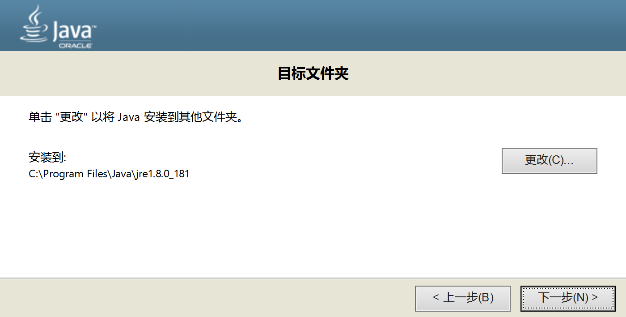 Java™
ORACLE
目标文件夹
单击 "更改" 以将 Java 安装到其他文件夹。
安装到:
C:\Program Files\Java\jre1.8.0_181
更改(C)...
< 上一步(B)
下一步(N) >